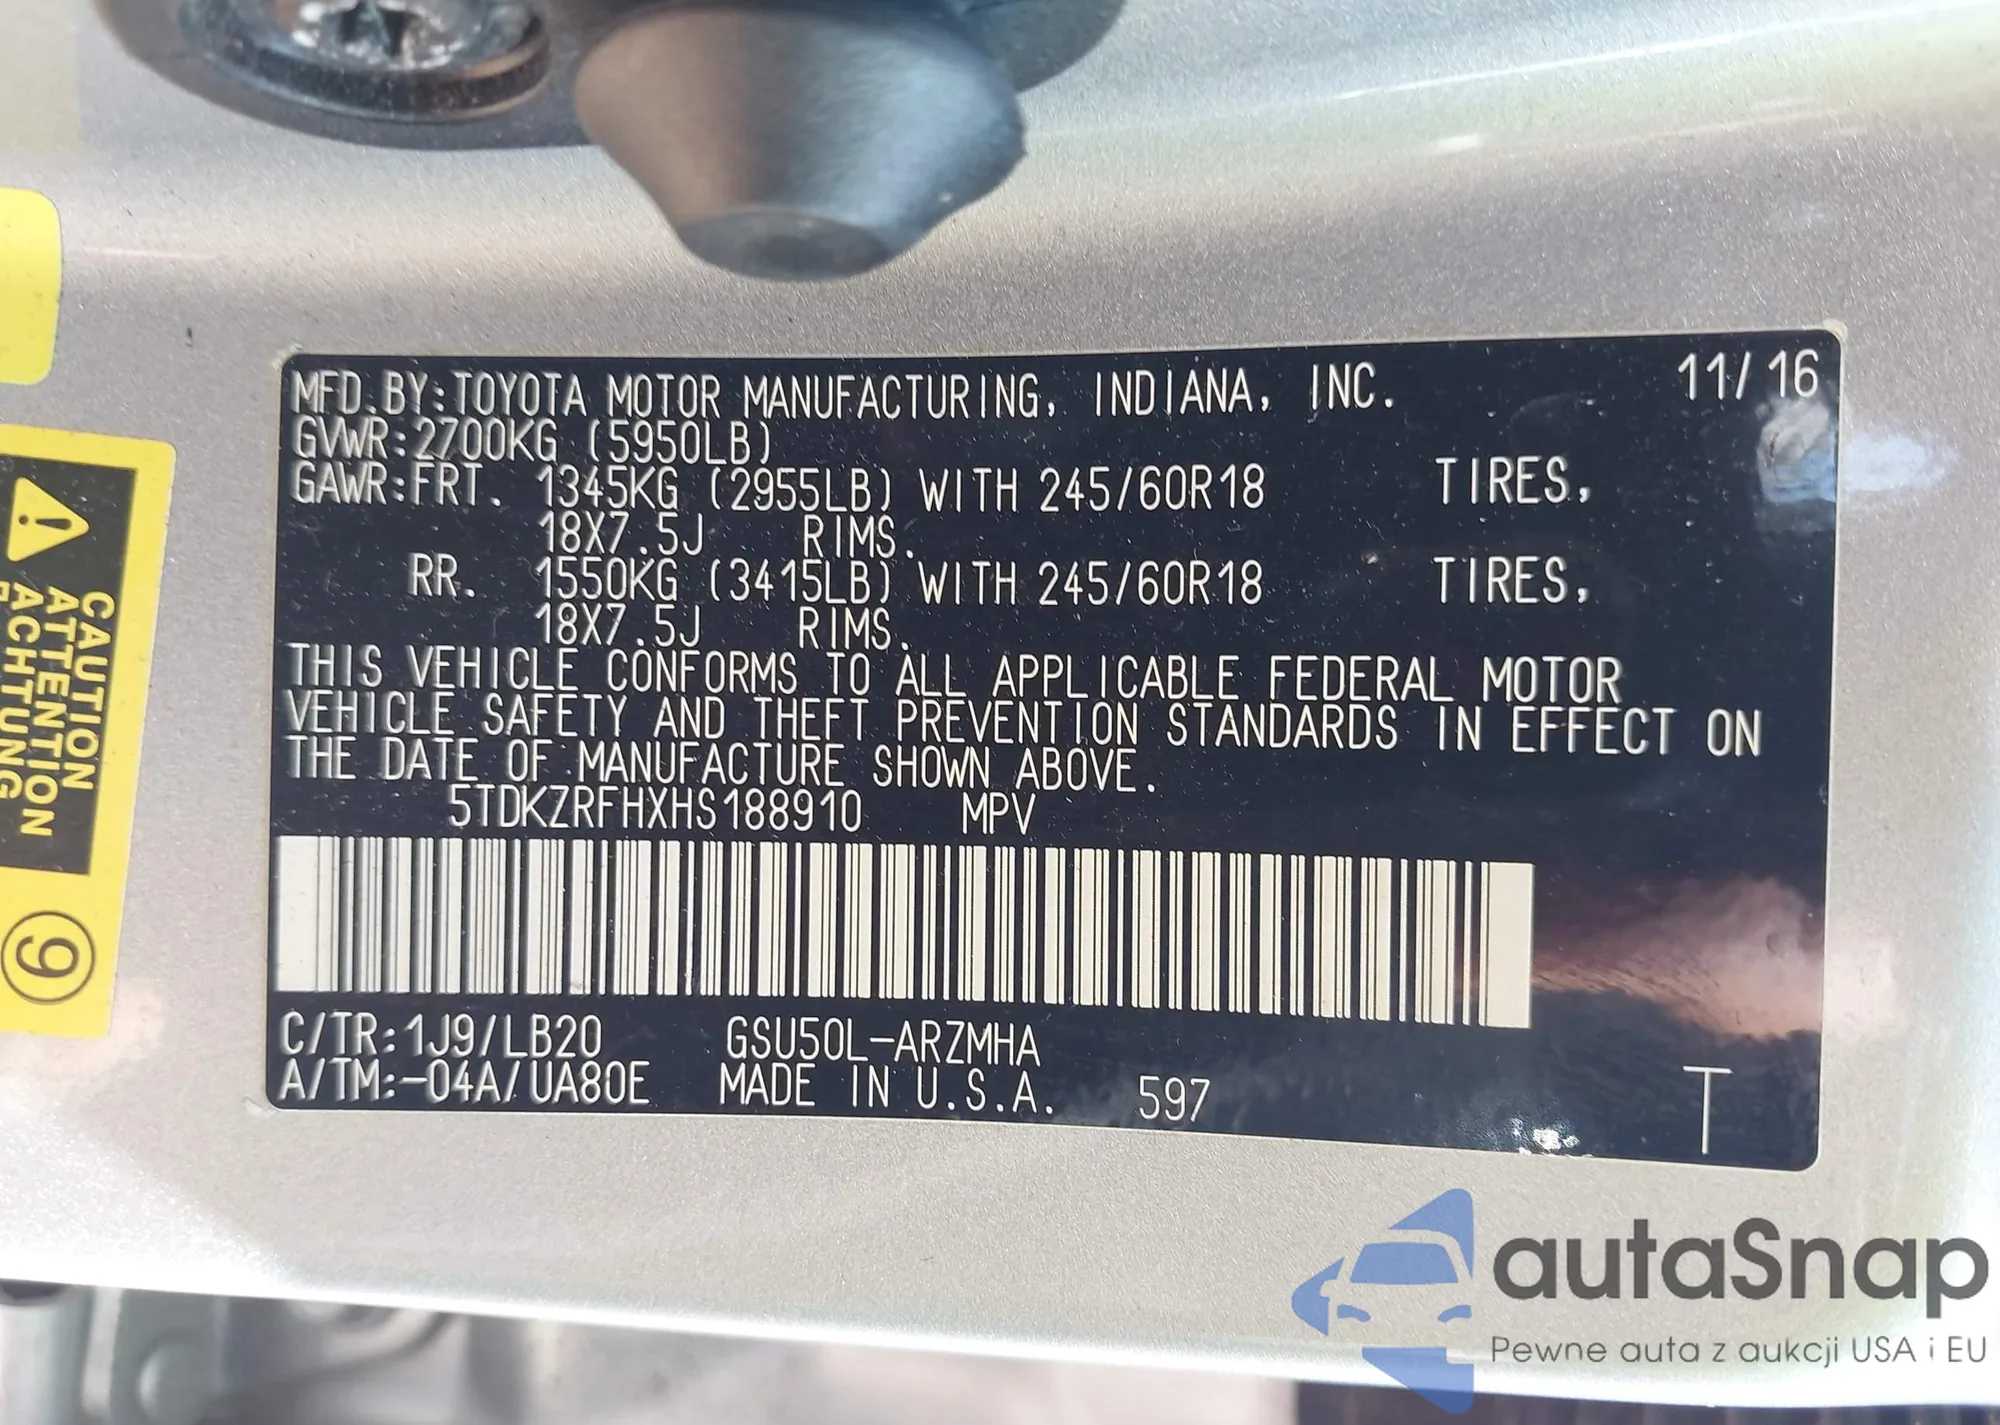 MFD.BY:TOYOTA MOTOR MANUFACTURING, INDIANA, INC. 11/16
GVWR:2700KG (5950LB)
GAWR:FRT. 1345KG (2955LB) WITH 245/60R18 TIRES,
18X7.5J RIMS.
RR. 1550KG (3415LB) WITH 245/60R18 TIRES,
18X7.5J RIMS.
THIS VEHICLE CONFORMS TO ALL APPLICABLE FEDERAL MOTOR
VEHICLE SAFETY AND THEFT PREVENTION STANDARDS IN EFFECT ON
THE DATE OF MANUFACTURE SHOWN ABOVE.
5TDKZRFHXHS188910 MPV
C/TR:1J9/LB20 GSU50L-ARZMHA
A/TM:-04A/UA80E MADE IN U.S.A. 597 T
CAUTION
ATTENTION
ACHTUNG
9
autaSnap
Pewne auta z aukcji USA i EU